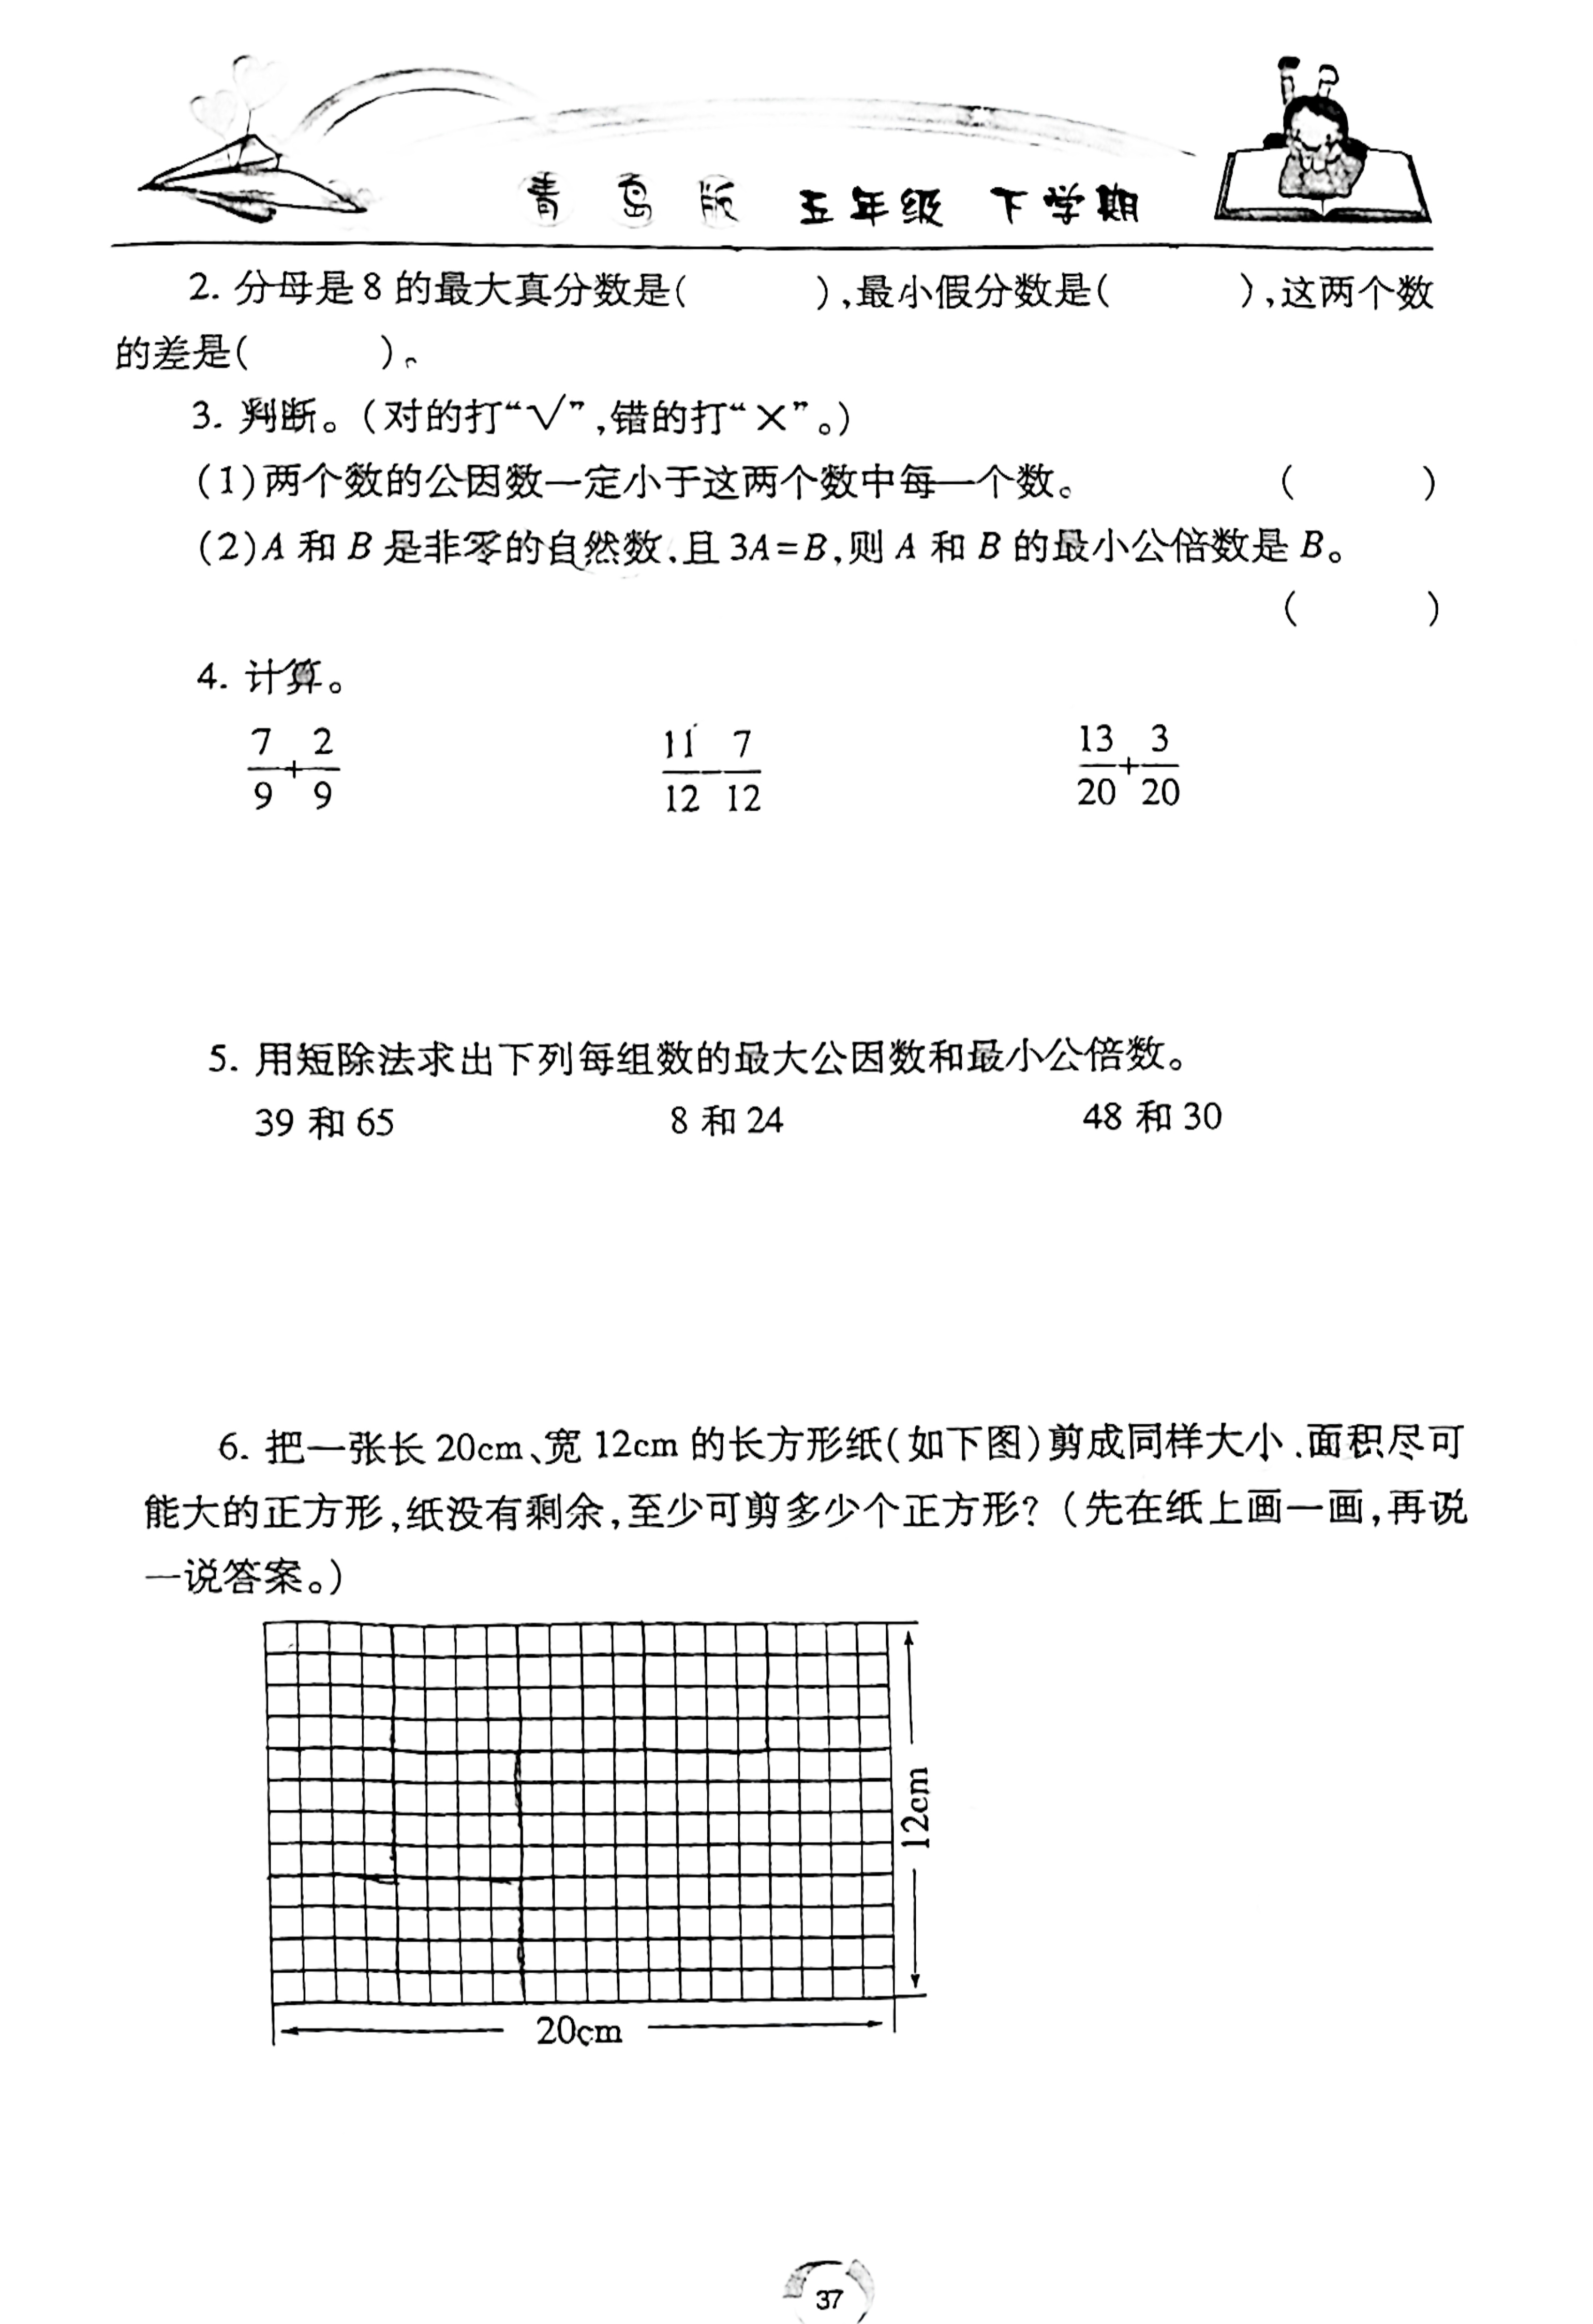 青岛版 五年级 下学期
2. 分母是8的最大真分数是(    ),最小假分数是(    ),这两个数
的差是(    )。
3. 判断。(对的打“√”,错的打“×”。)
(1)两个数的公因数一定小于这两个数中每一个数。 (    )
(2)A 和 B 是非零的自然数,且 3A=B,则 A 和 B 的最小公倍数是 B。
(    )
4. 计算。
7/9+2/9    11/12-7/12    13/20+3/20
5. 用短除法求出下列每组数的最大公因数和最小公倍数。
39 和 65    8 和 24    48 和 30
6. 把一张长 20cm、宽 12cm 的长方形纸(如下图)剪成同样大小,面积尽可
能大的正方形,纸没有剩余,至少可剪多少个正方形?(先在纸上画一画,再说
一说答案。)
12cm
20cm
37